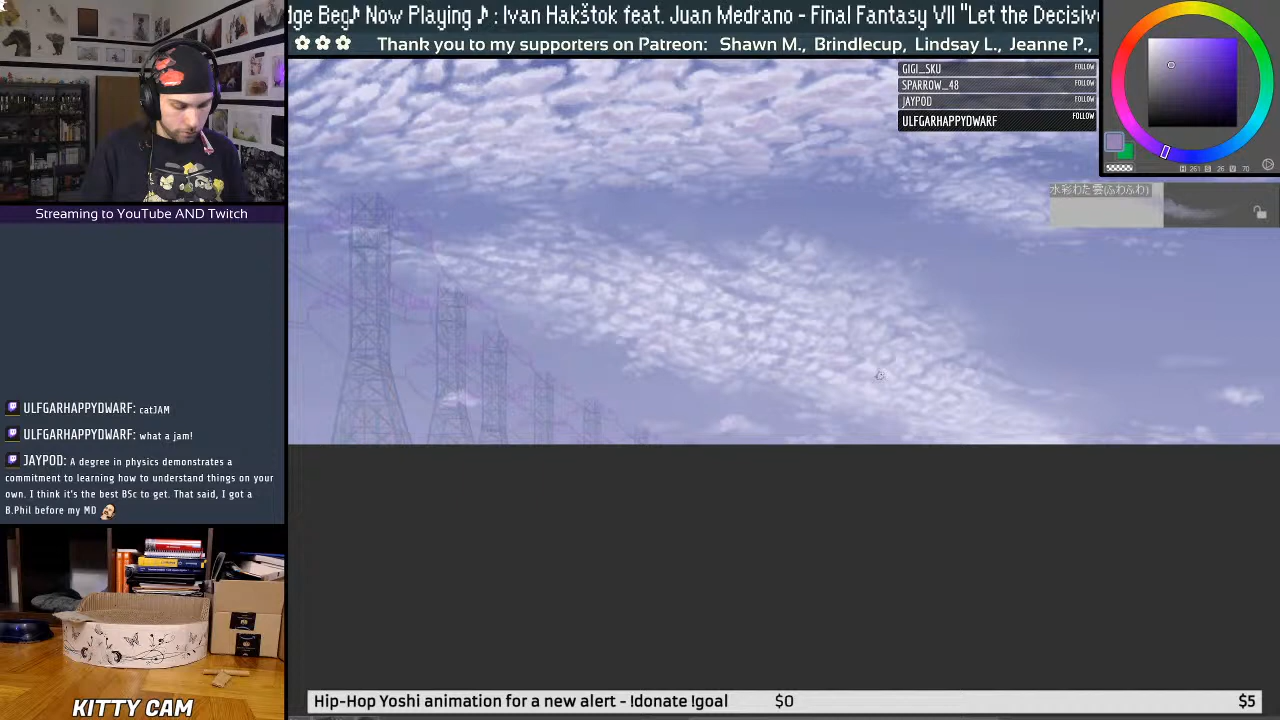 dge Beg♪ Now Playing ♪ : Ivan Hakštok feat. Juan Medrano - Final Fantasy VII "Let the Decisiv
✿ ✿ ✿ Thank you to my supporters on Patreon: Shawn M., Brindlecup, Lindsay L., Jeanne P.,
GIGI_SKU FOLLOW
SPARROW_48 FOLLOW
JAYPOD FOLLOW
ULFGARHAPPYDWARF FOLLOW
H 261 S 26 V 70
水彩わた雲(ふわふわ)
Streaming to YouTube AND Twitch
ULFGARHAPPYDWARF: catJAM
ULFGARHAPPYDWARF: what a jam!
JAYPOD: A degree in physics demonstrates a
commitment to learning how to understand things on your
own. I think it's the best BSc to get. That said, I got a
B.Phil before my MD
KITTY CAM
Hip-Hop Yoshi animation for a new alert - !donate !goal $0 $5